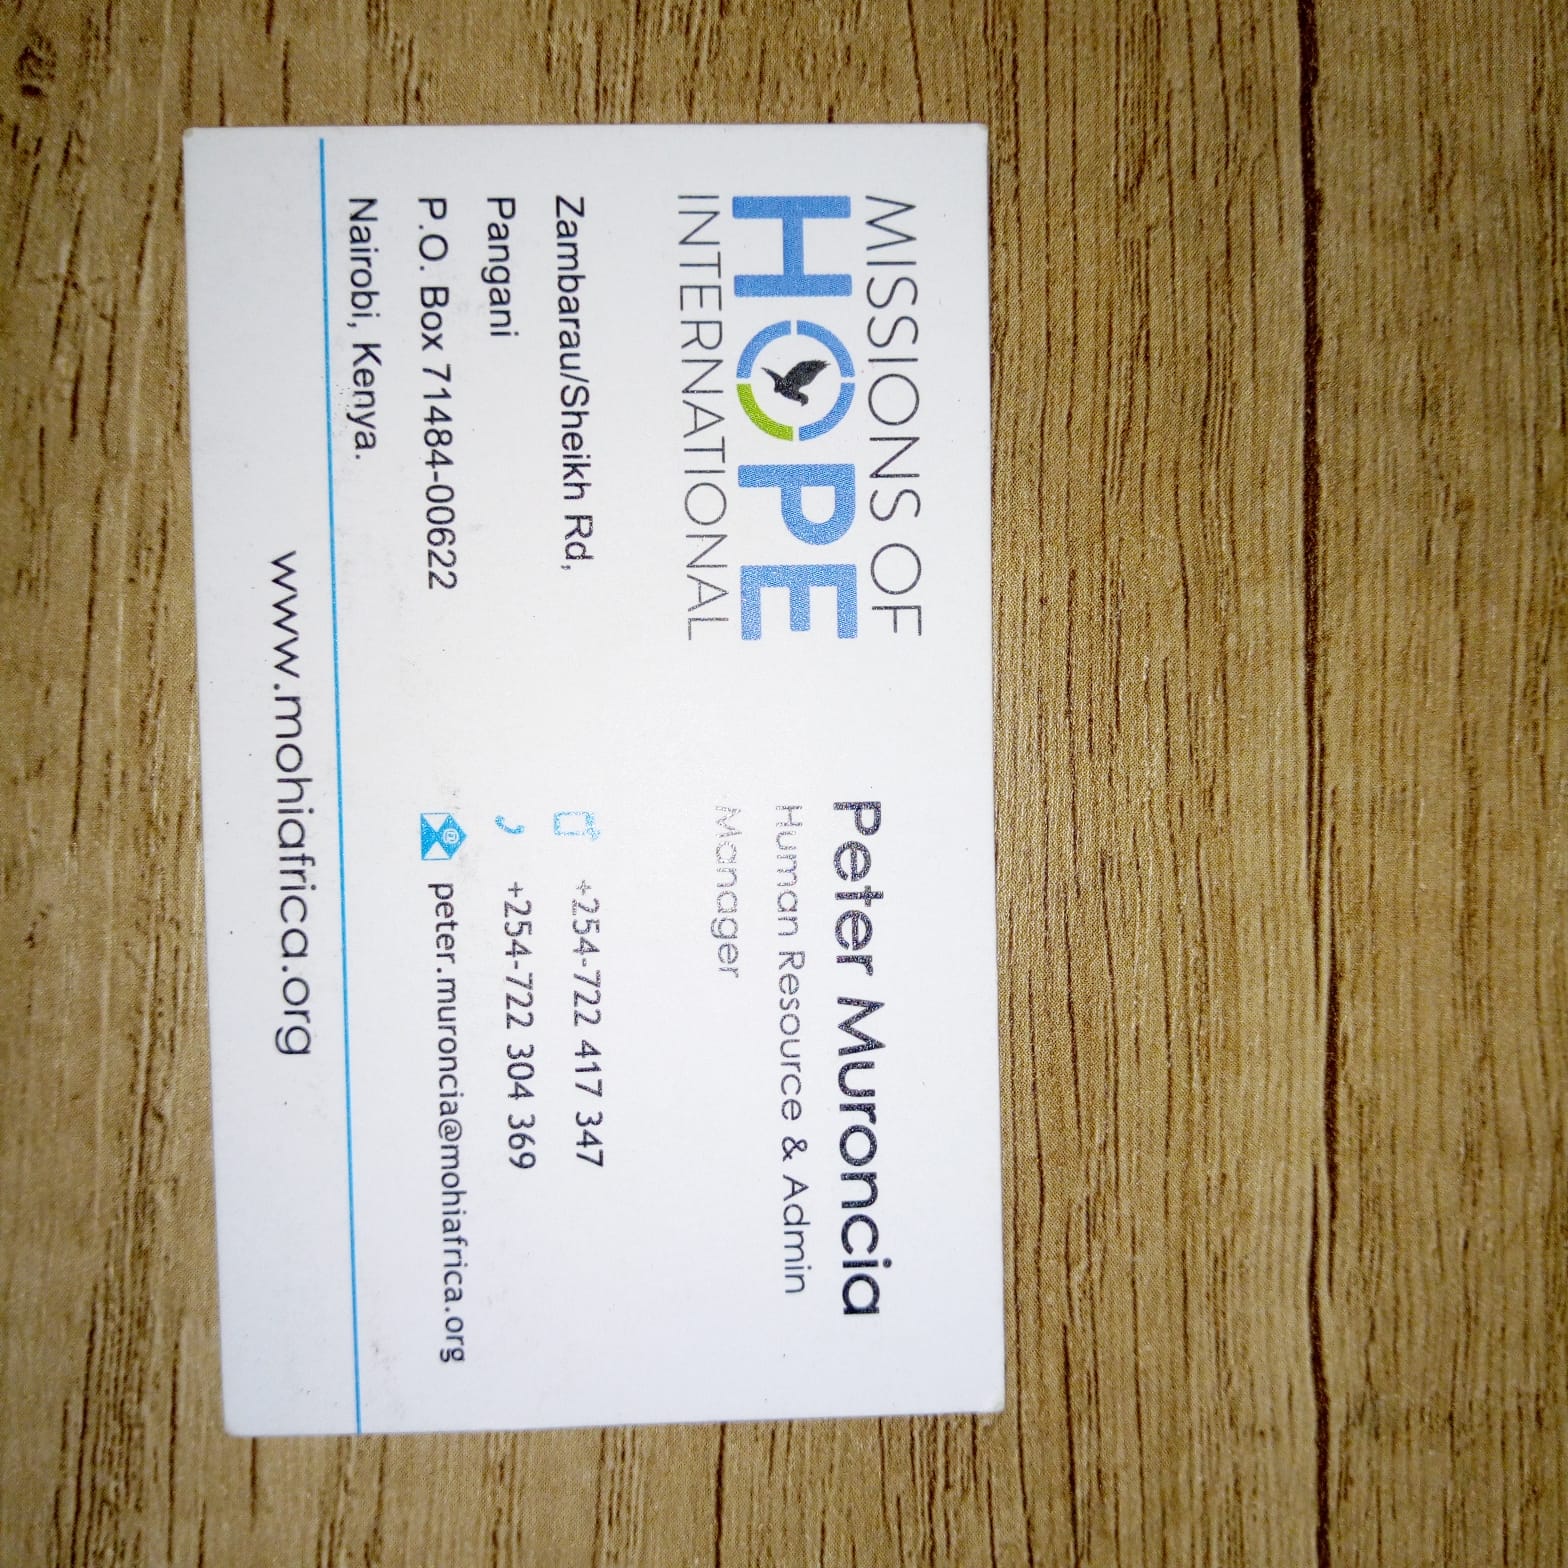 MISSIONS OF
HOPE
INTERNATIONAL
Peter Muroncia
Human Resource & Admin
Manager
Zambarau/Sheikh Rd,
Pangani
P.O. Box 71484-00622
Nairobi, Kenya.
+254-722 417 347
+254-722 304 369
peter.muroncia@mohiafrica.org
www.mohiafrica.org